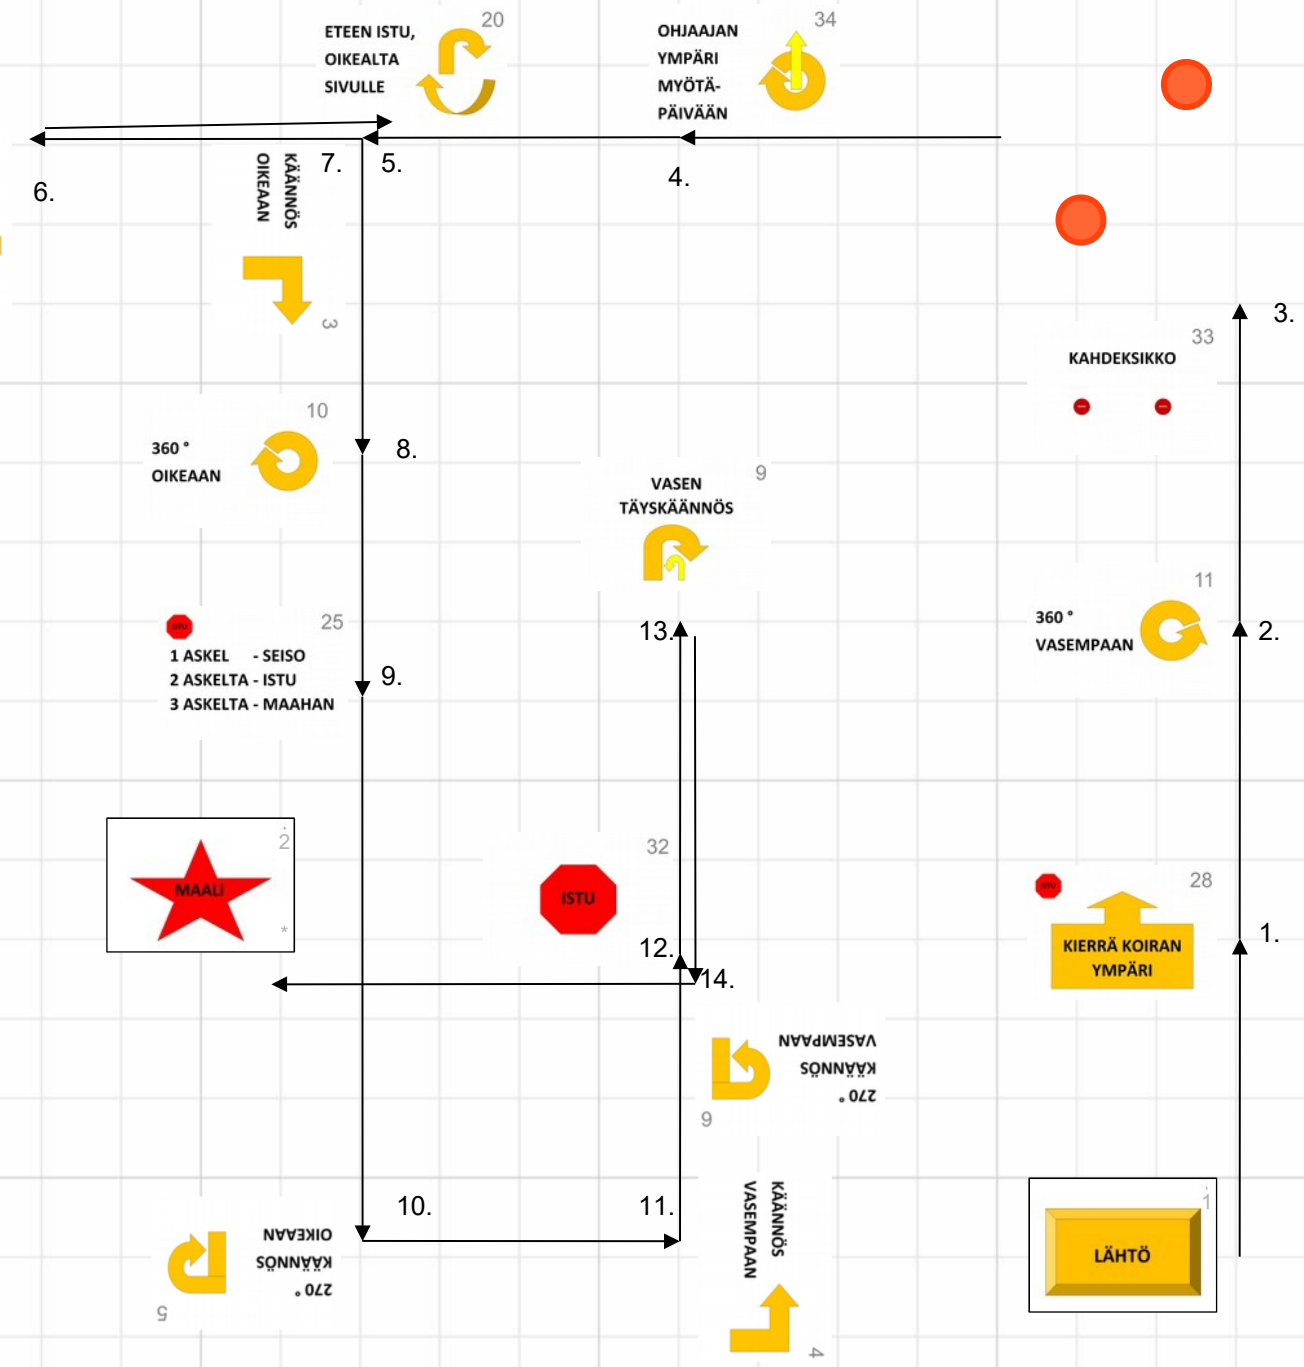 20
ETEEN ISTU,
OIKEALTA
SIVULLE
34
OHJAAJAN
YMPÄRI
MYÖTÄ-
PÄIVÄÄN
7.
5.
4.
6.
KÄÄNNÖS
OIKEAAN
3
3.
33
KAHDEKSIKKO
10
360 °
OIKEAAN
8.
9
VASEN
TÄYSKÄÄNNÖS
11
360 °
VASEMPAAN
2.
25
ISTU
1 ASKEL - SEISO
2 ASKELTA - ISTU
3 ASKELTA - MAAHAN
9.
13.
2
MAALI
*
32
ISTU
12.
14.
28
ISTU
KIERRÄ KOIRAN
YMPÄRI
1.
270 °
KÄÄNNÖS
VASEMPAAN
6
10.
11.
270 °
KÄÄNNÖS
OIKEAAN
5
KÄÄNNÖS
VASEMPAAN
4
1
LÄHTÖ